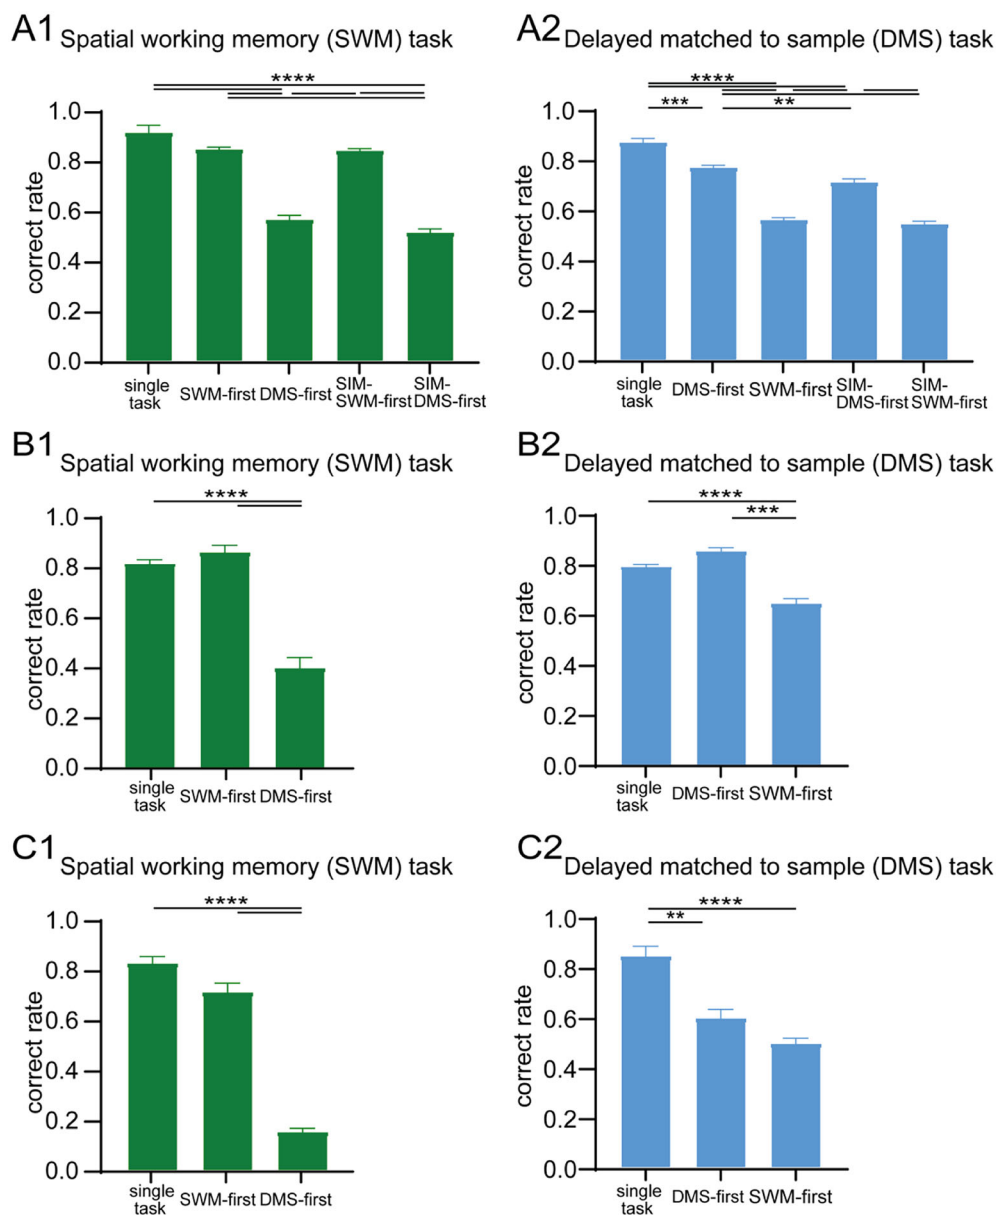 A1 Spatial working memory (SWM) task
****
correct rate
1.0
0.8
0.6
0.4
0.2
0.0
single task
SWM-first
DMS-first
SIM-SWM-first
SIM-DMS-first
A2 Delayed matched to sample (DMS) task
****
***
**
correct rate
1.0
0.8
0.6
0.4
0.2
0.0
single task
DMS-first
SWM-first
SIM-DMS-first
SIM-SWM-first
B1 Spatial working memory (SWM) task
****
correct rate
1.0
0.8
0.6
0.4
0.2
0.0
single task
SWM-first
DMS-first
B2 Delayed matched to sample (DMS) task
****
***
correct rate
1.0
0.8
0.6
0.4
0.2
0.0
single task
DMS-first
SWM-first
C1 Spatial working memory (SWM) task
****
correct rate
1.0
0.8
0.6
0.4
0.2
0.0
single task
SWM-first
DMS-first
C2 Delayed matched to sample (DMS) task
****
**
correct rate
1.0
0.8
0.6
0.4
0.2
0.0
single task
DMS-first
SWM-first